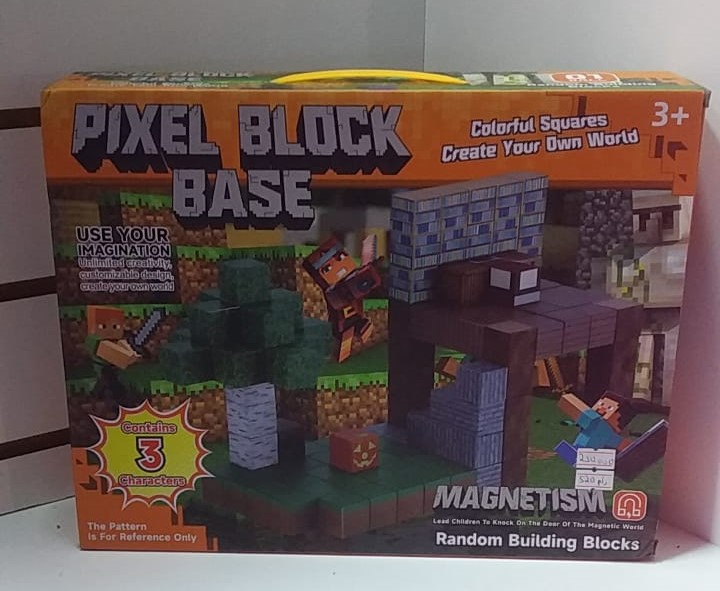 PIXEL BLOCK
BASE
Colorful Squares
Create Your Own World
3+
USE YOUR
IMAGINATION
Unlimited creativity,
customizable design,
create your own world
Contains
3
Characters
The Pattern
Is For Reference Only
MAGNETISM
Lead Children To Knock On The Door Of The Magnetic World
Random Building Blocks